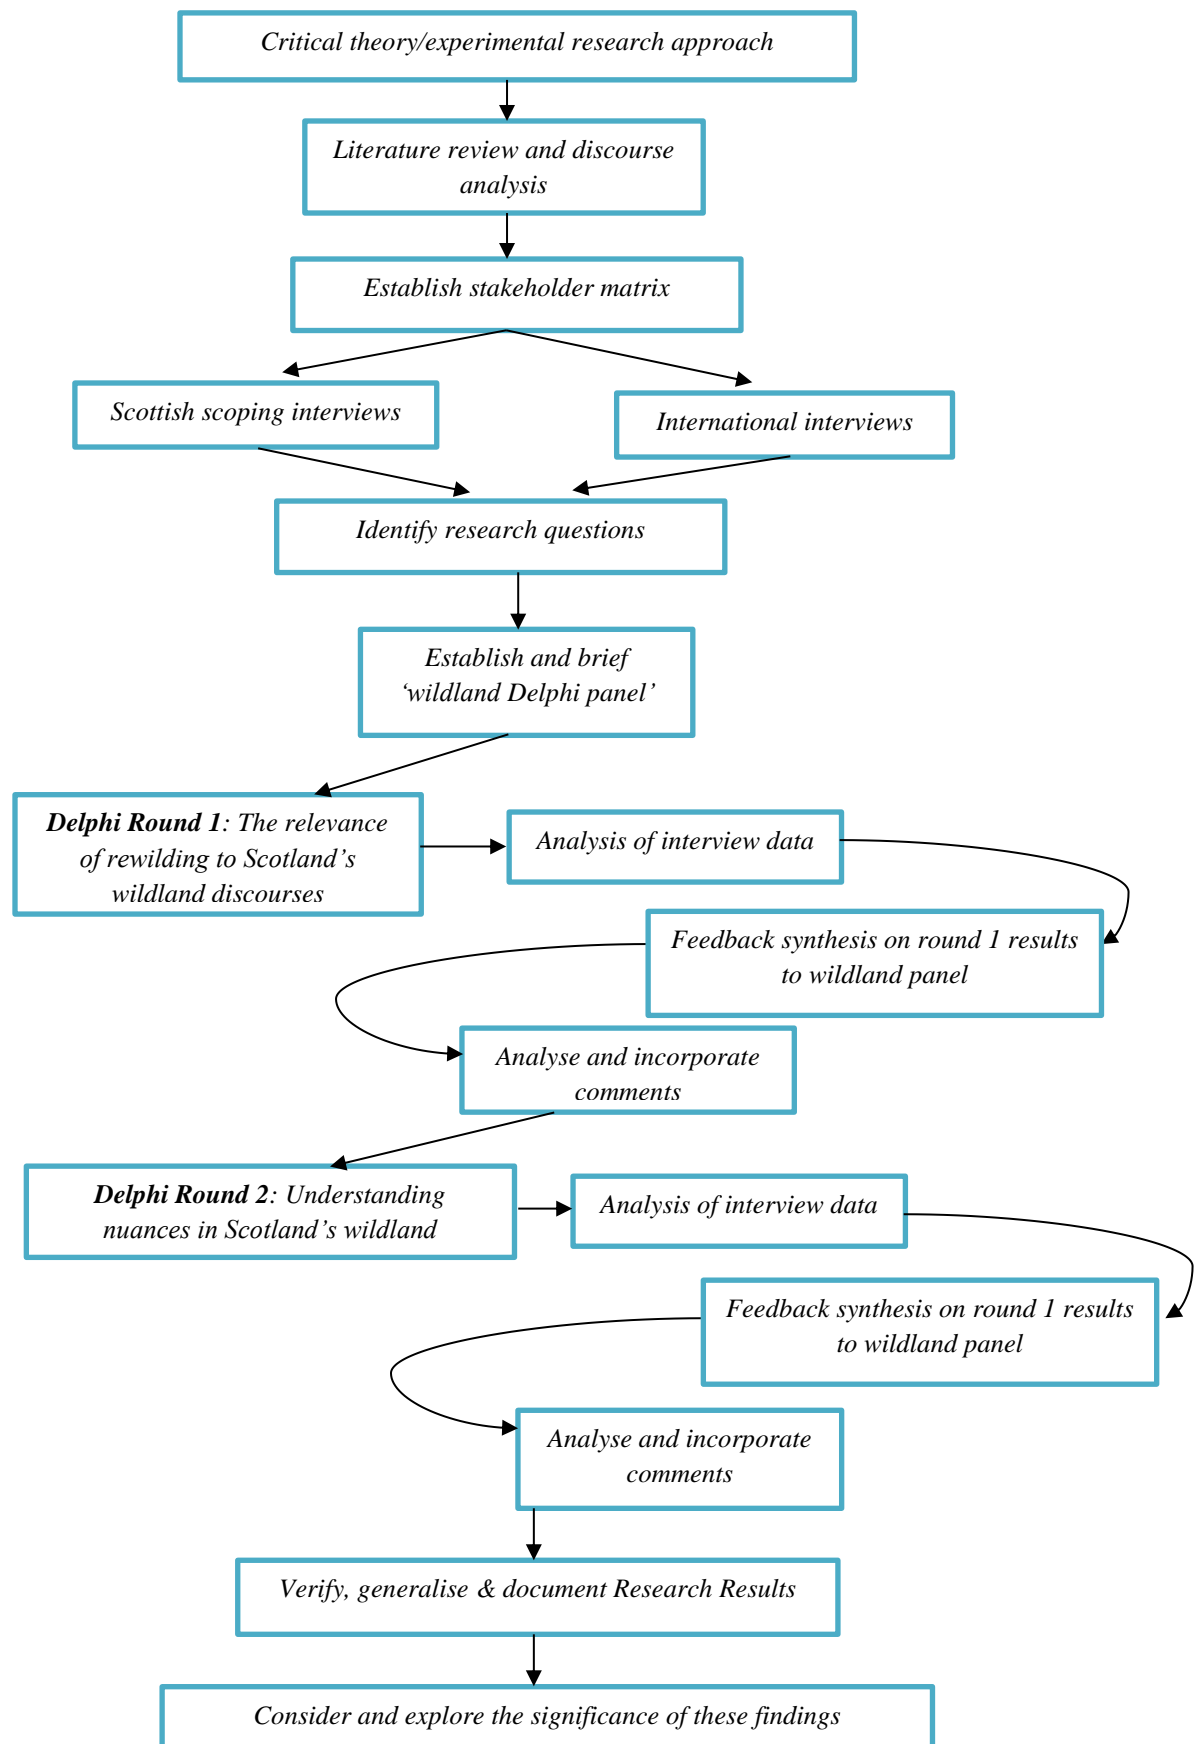 Critical theory/experimental research approach
Literature review and discourse
analysis
Establish stakeholder matrix
Scottish scoping interviews
International interviews
Identify research questions
Establish and brief
‘wildland Delphi panel’
Delphi Round 1: The relevance
of rewilding to Scotland’s
wildland discourses
Analysis of interview data
Feedback synthesis on round 1 results
to wildland panel
Analyse and incorporate
comments
Delphi Round 2: Understanding
nuances in Scotland’s wildland
Analysis of interview data
Feedback synthesis on round 1 results
to wildland panel
Analyse and incorporate
comments
Verify, generalise & document Research Results
Consider and explore the significance of these findings